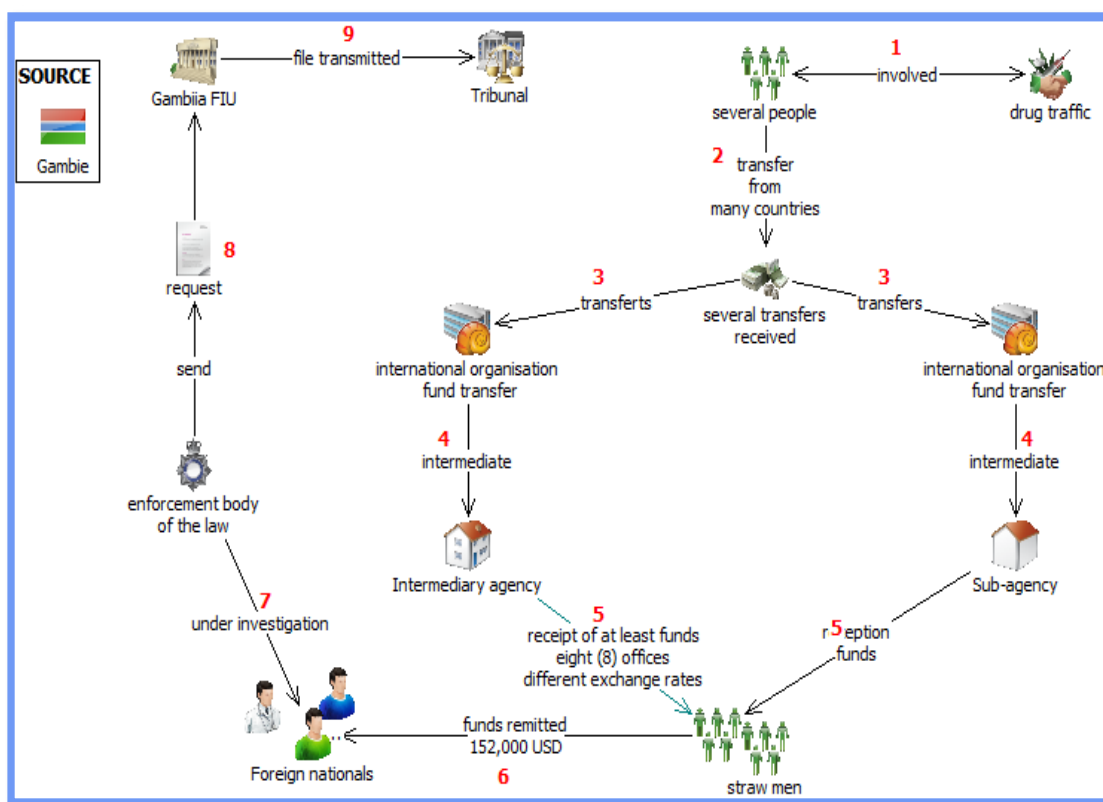 SOURCE
Gambie
9
file transmitted
Gambiia FIU
Tribunal
1
involved
several people
drug traffic
2
transfer
from
many countries
8
request
3
transferts
3
transfers
several transfers
received
international organisation
fund transfer
international organisation
fund transfer
send
4
intermediate
4
intermediate
enforcement body
of the law
Intermediary agency
Sub-agency
7
under investigation
5
receipt of at least funds
eight (8) offices
different exchange rates
5
funds
funds remitted
152,000 USD
6
Foreign nationals
straw men